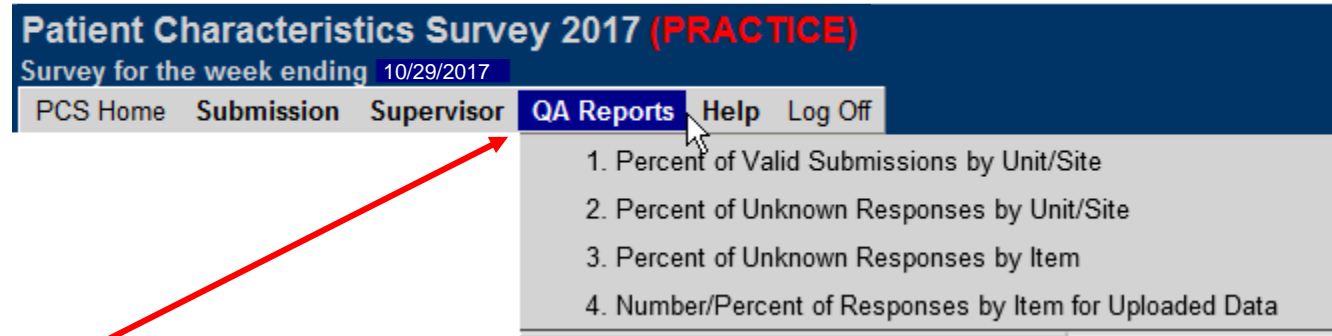 Patient Characteristics Survey 2017 (PRACTICE)
Survey for the week ending 10/29/2017
PCS Home Submission Supervisor QA Reports Help Log Off
1. Percent of Valid Submissions by Unit/Site
2. Percent of Unknown Responses by Unit/Site
3. Percent of Unknown Responses by Item
4. Number/Percent of Responses by Item for Uploaded Data